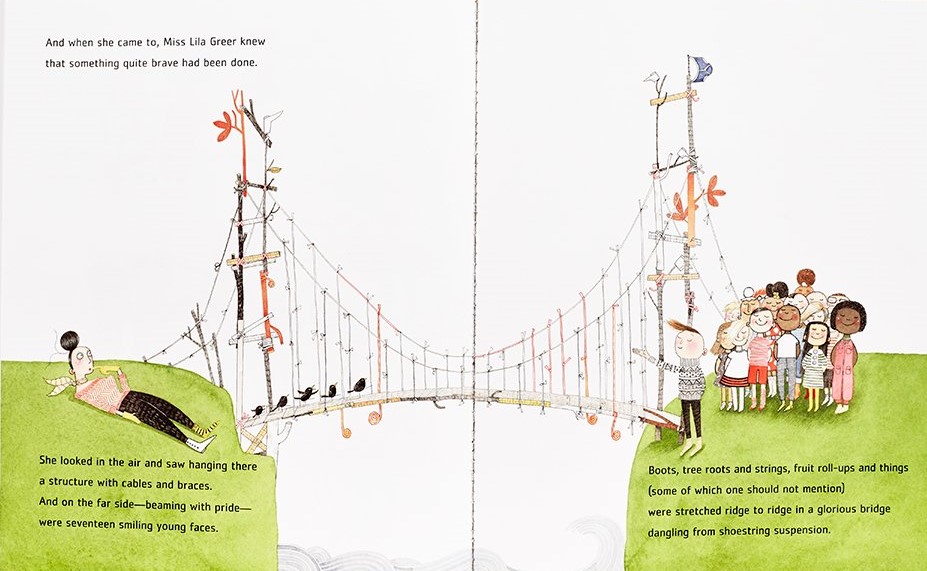 And when she came to, Miss Lila Greer knew
that something quite brave had been done.
She looked in the air and saw hanging there
a structure with cables and braces.
And on the far side—beaming with pride—
were seventeen smiling young faces.
Boots, tree roots and strings, fruit roll-ups and things
(some of which one should not mention)
were stretched ridge to ridge in a glorious bridge
dangling from shoestring suspension.